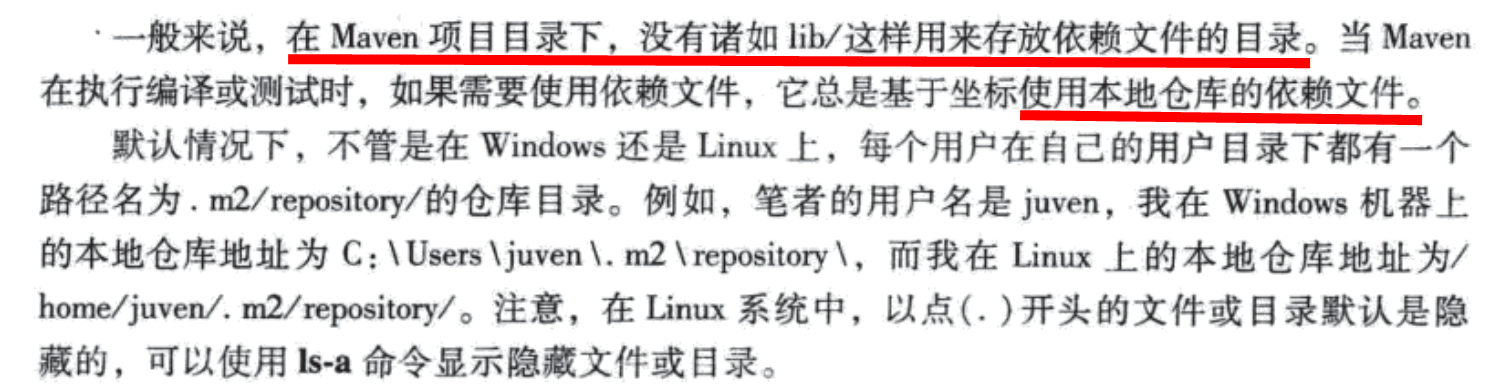 一般来说，在 Maven 项目目录下，没有诸如 lib/这样用来存放依赖文件的目录。当 Maven
在执行编译或测试时，如果需要使用依赖文件，它总是基于坐标使用本地仓库的依赖文件。
默认情况下，不管是在 Windows 还是 Linux 上，每个用户在自己的用户目录下都有一个
路径名为 . m2/repository/的仓库目录。例如，笔者的用户名是 juven，我在 Windows 机器上
的本地仓库地址为 C:\Users\juven\. m2\repository\，而我在 Linux 上的本地仓库地址为/
home/juven/. m2/repository/。注意，在 Linux 系统中，以点(. )开头的文件或目录默认是隐
藏的，可以使用 ls-a 命令显示隐藏文件或目录。